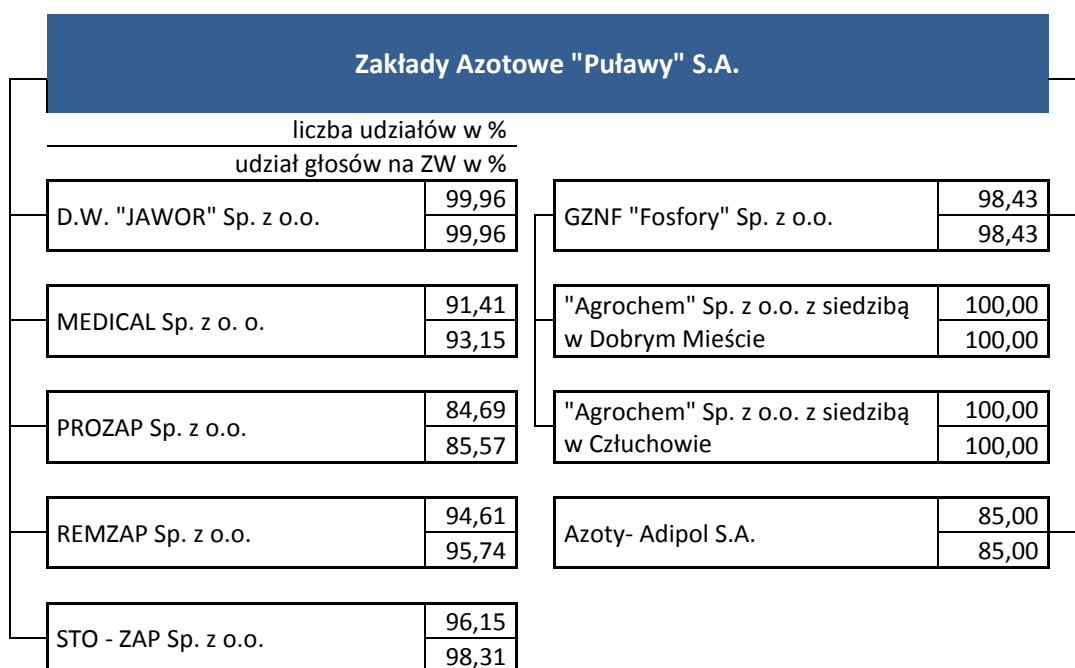 Zakłady Azotowe "Puławy" S.A.
liczba udziałów w %
udział głosów na ZW w %
D.W. "JAWOR" Sp. z o.o.
99,96
99,96
MEDICAL Sp. z o. o.
91,41
93,15
PROZAP Sp. z o.o.
84,69
85,57
REMZAP Sp. z o.o.
94,61
95,74
STO - ZAP Sp. z o.o.
96,15
98,31
GZNF "Fosfory" Sp. z o.o.
98,43
98,43
"Agrochem" Sp. z o.o. z siedzibą
w Dobrym Mieście
100,00
100,00
"Agrochem" Sp. z o.o. z siedzibą
w Człuchowie
100,00
100,00
Azoty- Adipol S.A.
85,00
85,00